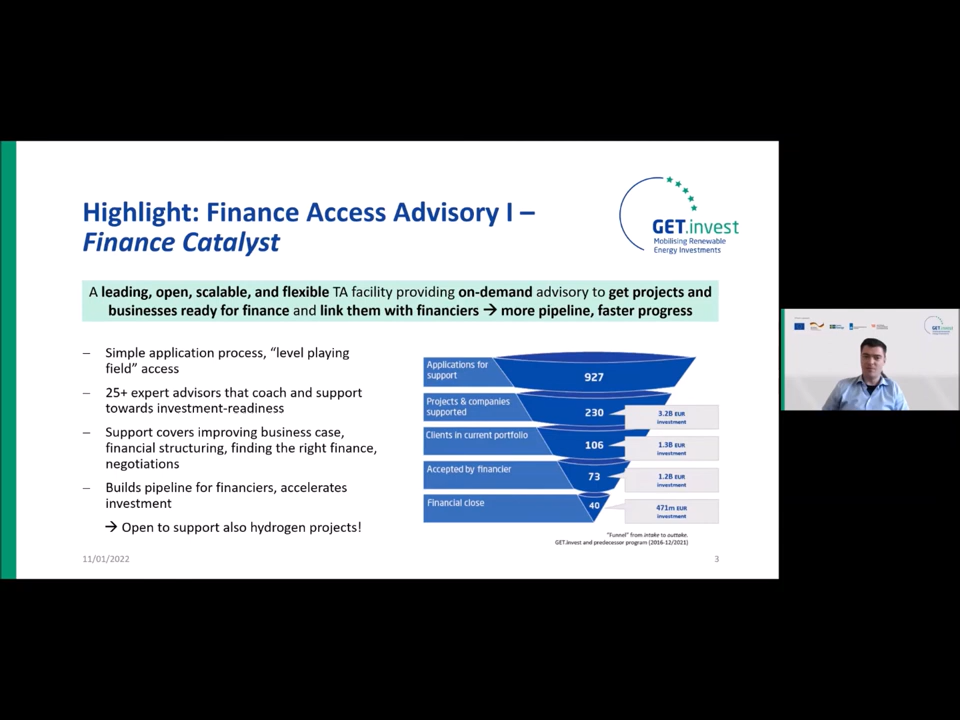 Highlight: Finance Access Advisory I –
Finance Catalyst
GET.invest
Mobilising Renewable
Energy Investments
A leading, open, scalable, and flexible TA facility providing on-demand advisory to get projects and
businesses ready for finance and link them with financiers → more pipeline, faster progress
– Simple application process, “level playing
field” access
– 25+ expert advisors that coach and support
towards investment-readiness
– Support covers improving business case,
financial structuring, finding the right finance,
negotiations
– Builds pipeline for financiers, accelerates
investment
→ Open to support also hydrogen projects!
Applications for
support
927
Projects & companies
supported
230
3.2B EUR
investment
Clients in current portfolio
106
1.3B EUR
investment
Accepted by financier
73
1.2B EUR
investment
Financial close
40
471m EUR
investment
"Funnel" from intake to outtake.
GET.invest and predecessor program (2016-12/2021)
11/01/2022
3
GET.invest